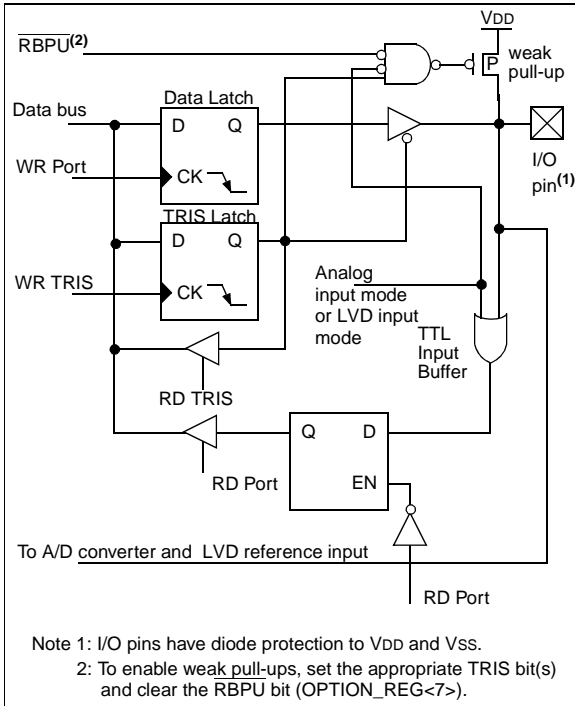 VDD
RBPU(2)
weak
pull-up
P
Data bus
Data Latch
D Q
I/O
pin(1)
WR Port
CK
TRIS Latch
D Q
WR TRIS
CK
Analog
input mode
or LVD input
mode
TTL
Input
Buffer
RD TRIS
Q D
RD Port
EN
To A/D converter and LVD reference input
RD Port
Note 1: I/O pins have diode protection to VDD and VSS.
2: To enable weak pull-ups, set the appropriate TRIS bit(s)
and clear the RBPU bit (OPTION_REG<7>).